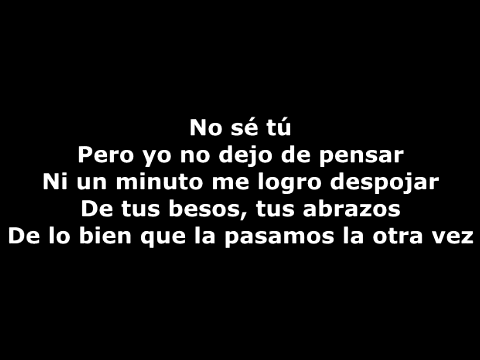 No sé tú
Pero yo no dejo de pensar
Ni un minuto me logro despojar
De tus besos, tus abrazos
De lo bien que la pasamos la otra vez